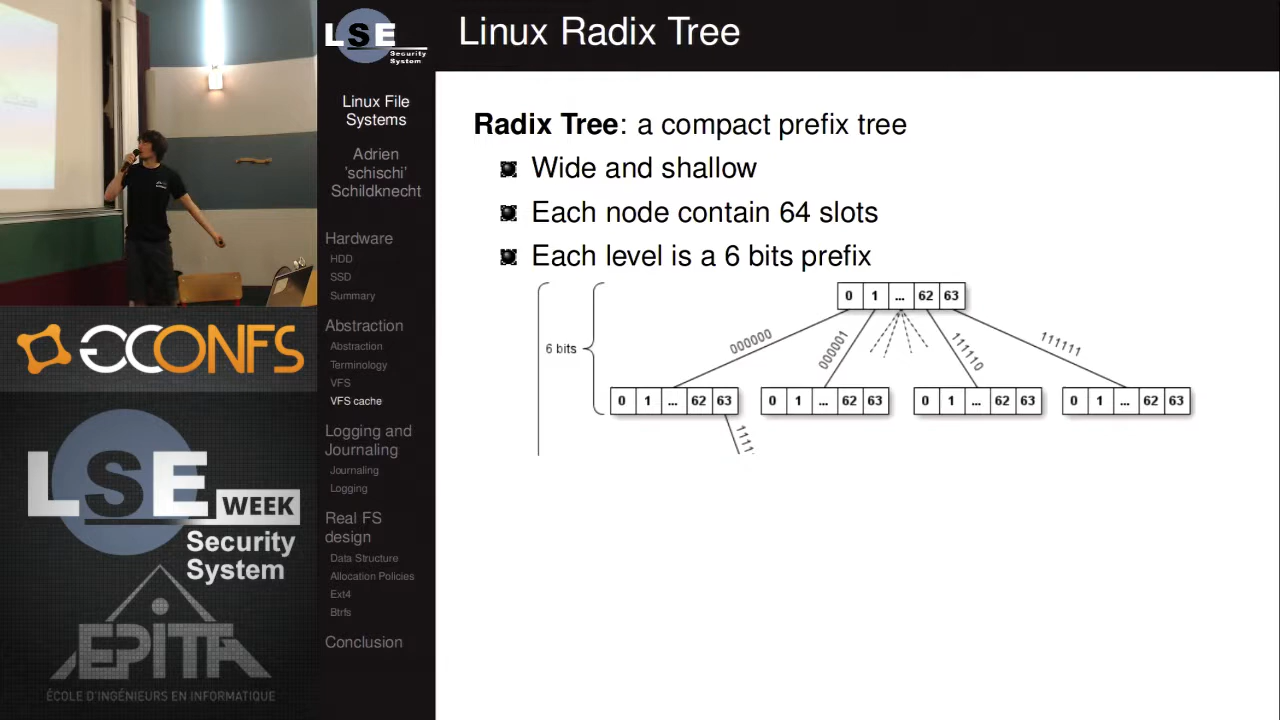 LSE
Security
System
Linux File
Systems
Adrien
'schischi'
Schildknecht
Hardware
HDD
SSD
Summary
Abstraction
Abstraction
Terminology
VFS
VFS cache
Logging and
Journaling
Journaling
Logging
Real FS
design
Data Structure
Allocation Policies
Ext4
Btrfs
Conclusion
Linux Radix Tree
Radix Tree: a compact prefix tree
Wide and shallow
Each node contain 64 slots
Each level is a 6 bits prefix
0 1 ... 62 63
6 bits
000000
000001
111110
111111
0 1 ... 62 63
0 1 ... 62 63
0 1 ... 62 63
0 1 ... 62 63
1111
GCONFS
LSE
WEEK
Security
System
EPITA
ÉCOLE D'INGÉNIEURS EN INFORMATIQUE